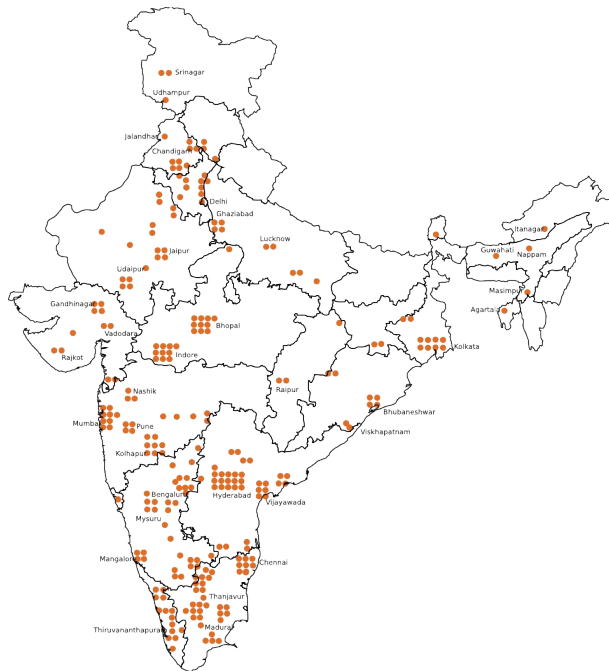 Srinagar
Udhampur
Jalandhar
Chandigarh
Delhi
Ghaziabad
Itanagar
Lucknow
Guwahati
Nappam
Jaipur
Udaipur
Masimpur
Gandhinagar
Agartala
Bhopal
Vadodara
Kolkata
Rajkot
Indore
Raipur
Nashik
Bhubaneshwar
Mumbai
Pune
Viskhapatnam
Kolhapur
Bengaluru
Hyderabad
Vijayawada
Mysuru
Mangalore
Chennai
Thanjavur
Thiruvananthapuram
Madurai